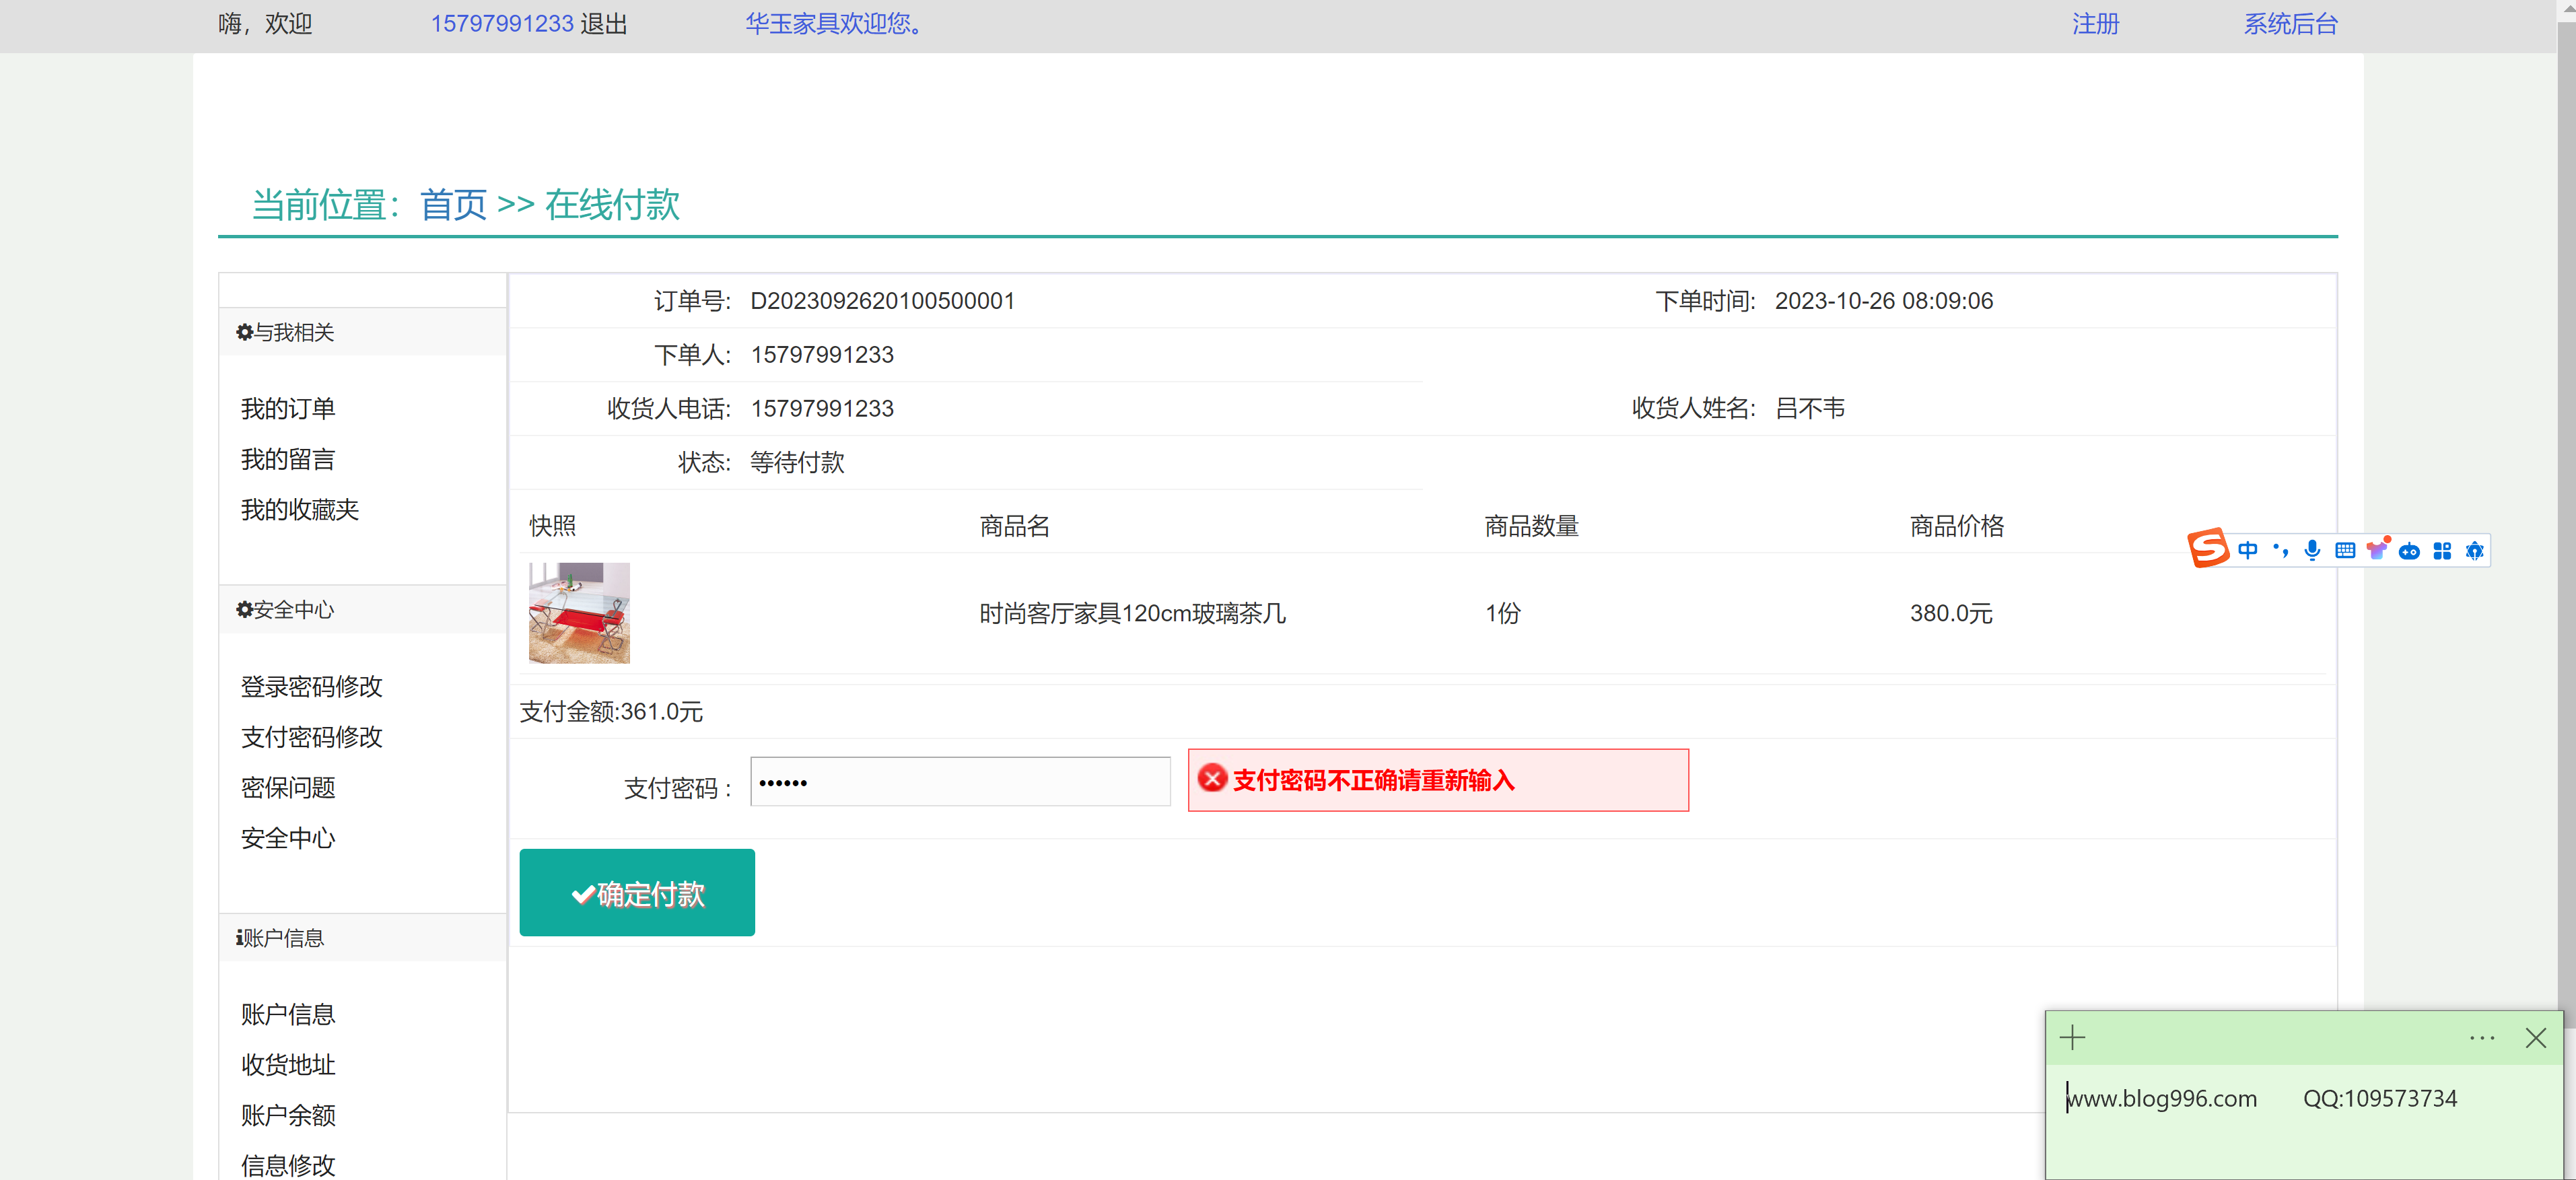 嗨，欢迎 15797991233 退出 华玉家具欢迎您。 注册 系统后台
当前位置：首页 >> 在线付款
与我相关
我的订单
我的留言
我的收藏夹
安全中心
登录密码修改
支付密码修改
密保问题
安全中心
账户信息
账户信息
收货地址
账户余额
信息修改
订单号: D2023092620100500001 下单时间: 2023-10-26 08:09:06
下单人: 15797991233
收货人电话: 15797991233 收货人姓名: 吕不韦
状态: 等待付款
快照 商品名 商品数量 商品价格
时尚客厅家具120cm玻璃茶几 1份 380.0元
支付金额:361.0元
支付密码 : •••••• 支付密码不正确请重新输入
确定付款
S 中
www.blog996.com QQ:109573734